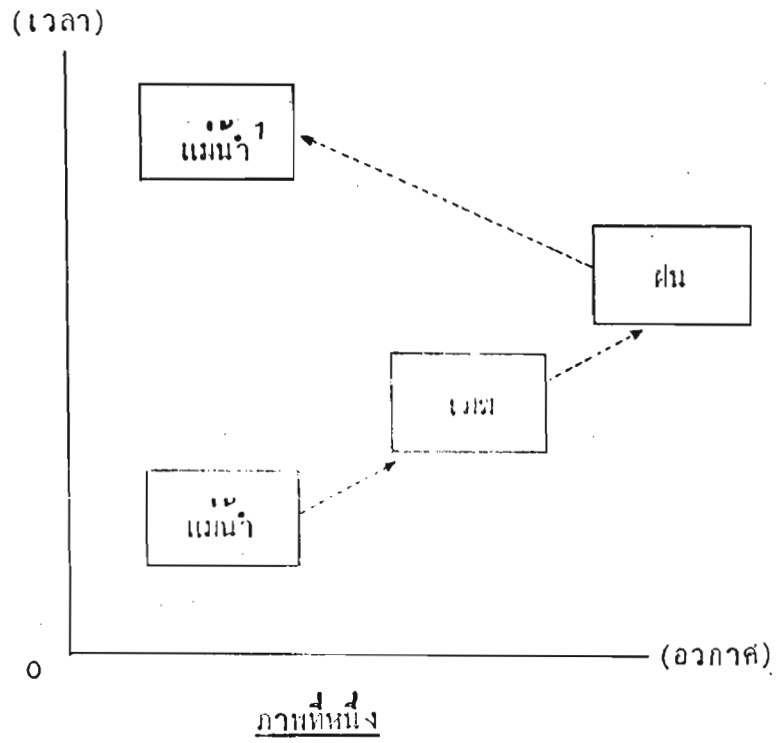 (เวลา)
แม่น้ำ 1
ฝน
เมฆ
แม่น้ำ
0
(อวกาศ)
ภาพที่หนึ่ง